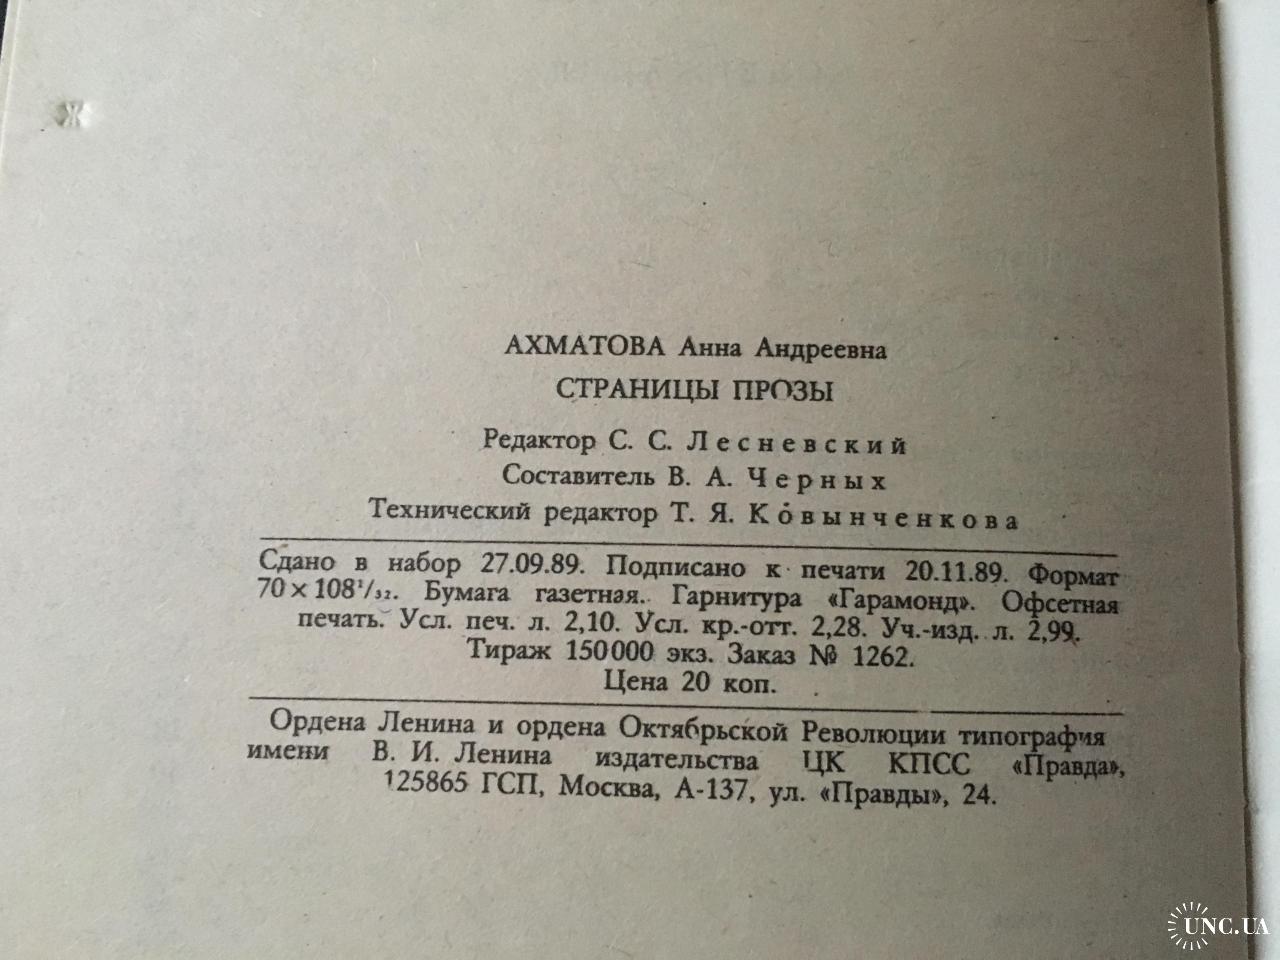 АХМАТОВА Анна Андреевна
СТРАНИЦЫ ПРОЗЫ
Редактор С. С. Лесневский
Составитель В. А. Черных
Технический редактор Т. Я. Ковынченкова
Сдано в набор 27.09.89. Подписано к печати 20.11.89. Формат
70×108¹/₃₂. Бумага газетная. Гарнитура «Гарамонд». Офсетная
печать. Усл. печ. л. 2,10. Усл. кр.-отт. 2,28. Уч.-изд. л. 2,99.
Тираж 150000 экз. Заказ № 1262.
Цена 20 коп.
Ордена Ленина и ордена Октябрьской Революции типография
имени В. И. Ленина издательства ЦК КПСС «Правда»,
125865 ГСП, Москва, А-137, ул. «Правды», 24.
UNC.UA